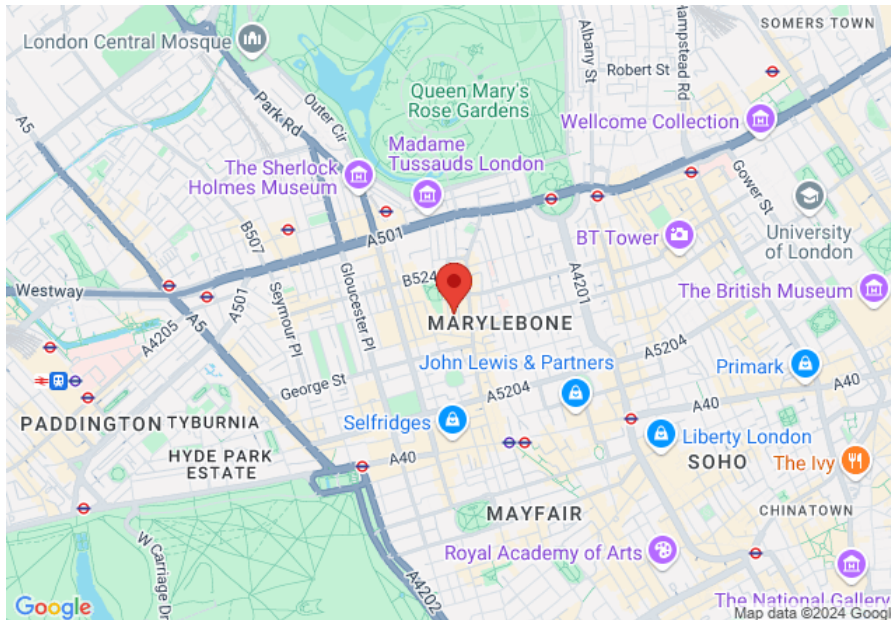 SOMERS TOWN
London Central Mosque
Albany St
Hampstead Rd
Robert St
Queen Mary's
Rose Gardens
Outer Cir
Park Rd
A5
Wellcome Collection
Madame
Tussauds London
The Sherlock
Holmes Museum
Gower St
University
of London
B507
A501
BT Tower
B524
A4201
Westway
A501
Seymour Pl
Gloucester Pl
The British Museum
MARYLEBONE
A4205
A5
John Lewis & Partners
A5204
Primark
George St
A5204
A40
PADDINGTON
TYBURNIA
Selfridges
A40
Liberty London
HYDE PARK
ESTATE
A40
SOHO
The Ivy
MAYFAIR
CHINATOWN
W Carriage Dr
Royal Academy of Arts
A4202
The National Gallery
Google
Map data ©2024 Googl